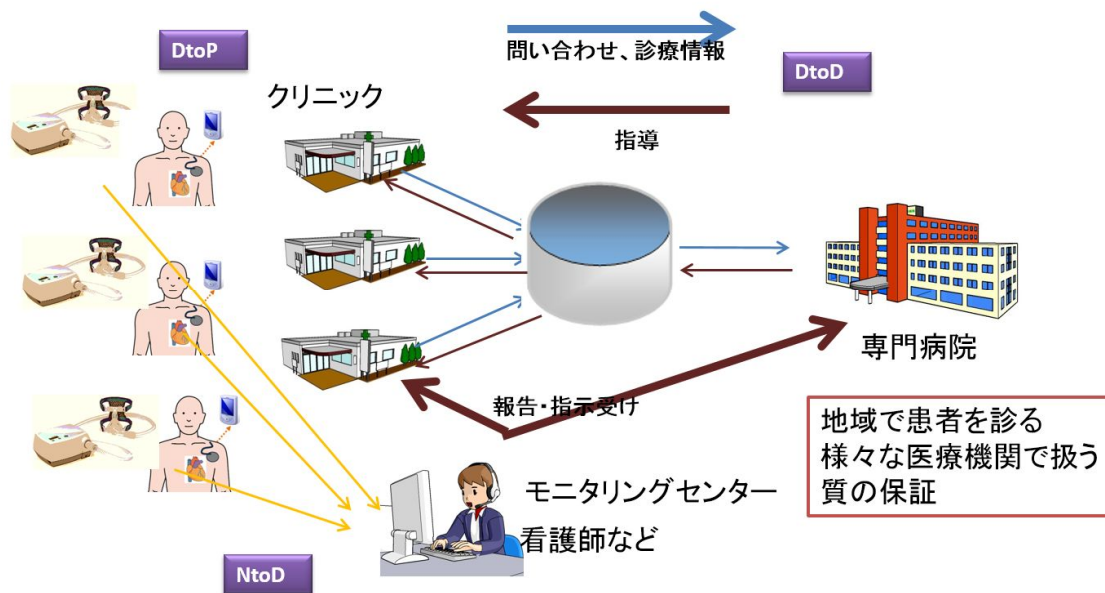 DtoP
問い合わせ、診療情報
DtoD
クリニック
指導
専門病院
報告・指示受け
地域で患者を診る
様々な医療機関で扱う
質の保証
モニタリングセンター
看護師など
NtoD